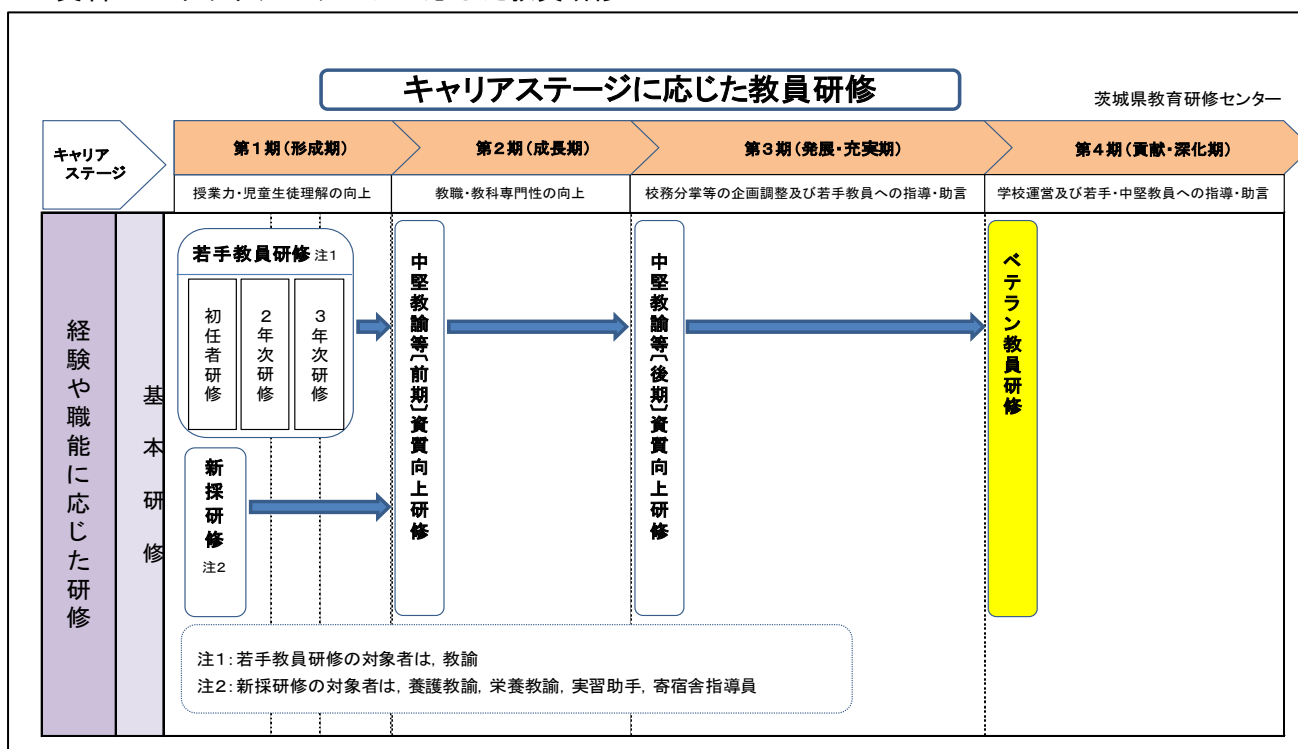 キャリアステージに応じた教員研修
茨城県教育研修センター
キャリア
ステージ
第1期(形成期)
第2期(成長期)
第3期(発展・充実期)
第4期(貢献・深化期)
授業力・児童生徒理解の向上
教職・教科専門性の向上
校務分掌等の企画調整及び若手教員への指導・助言
学校運営及び若手・中堅教員への指導・助言
経験や職能に応じた研修
基本研修
若手教員研修 注1
初任者研修
2年次研修
3年次研修
新採研修
注2
中堅教諭等[前期]資質向上研修
中堅教諭等[後期]資質向上研修
ベテラン教員研修
注1:若手教員研修の対象者は, 教諭
注2:新採研修の対象者は, 養護教諭, 栄養教諭, 実習助手, 寄宿舎指導員